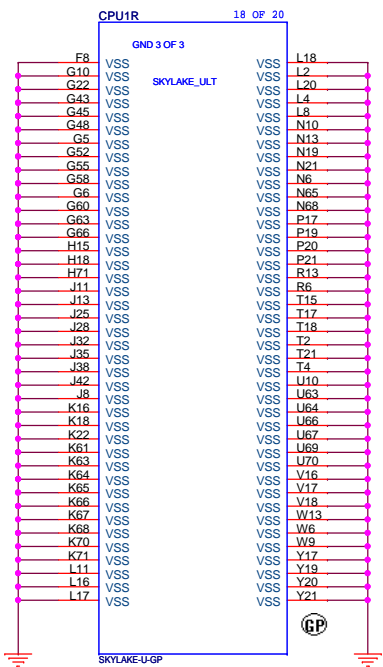 CPU1R 18 OF 20
GND 3 OF 3
SKYLAKE_ULT
F8 VSS VSS L18
G10 VSS VSS L2
G22 VSS VSS L20
G43 VSS VSS L4
G45 VSS VSS L8
G48 VSS VSS N10
G5 VSS VSS N13
G52 VSS VSS N19
G55 VSS VSS N21
G58 VSS VSS N6
G6 VSS VSS N65
G60 VSS VSS N68
G63 VSS VSS P17
G66 VSS VSS P19
H15 VSS VSS P20
H18 VSS VSS P21
H71 VSS VSS R13
J11 VSS VSS R6
J13 VSS VSS T15
J25 VSS VSS T17
J28 VSS VSS T18
J32 VSS VSS T2
J35 VSS VSS T21
J38 VSS VSS T4
J42 VSS VSS U10
J8 VSS VSS U63
K16 VSS VSS U64
K18 VSS VSS U66
K22 VSS VSS U67
K61 VSS VSS U69
K63 VSS VSS U70
K64 VSS VSS V16
K65 VSS VSS V17
K66 VSS VSS V18
K67 VSS VSS W13
K68 VSS VSS W6
K70 VSS VSS W9
K71 VSS VSS Y17
L11 VSS VSS Y19
L16 VSS VSS Y20
L17 VSS VSS Y21
GP
SKYLAKE-U-GP